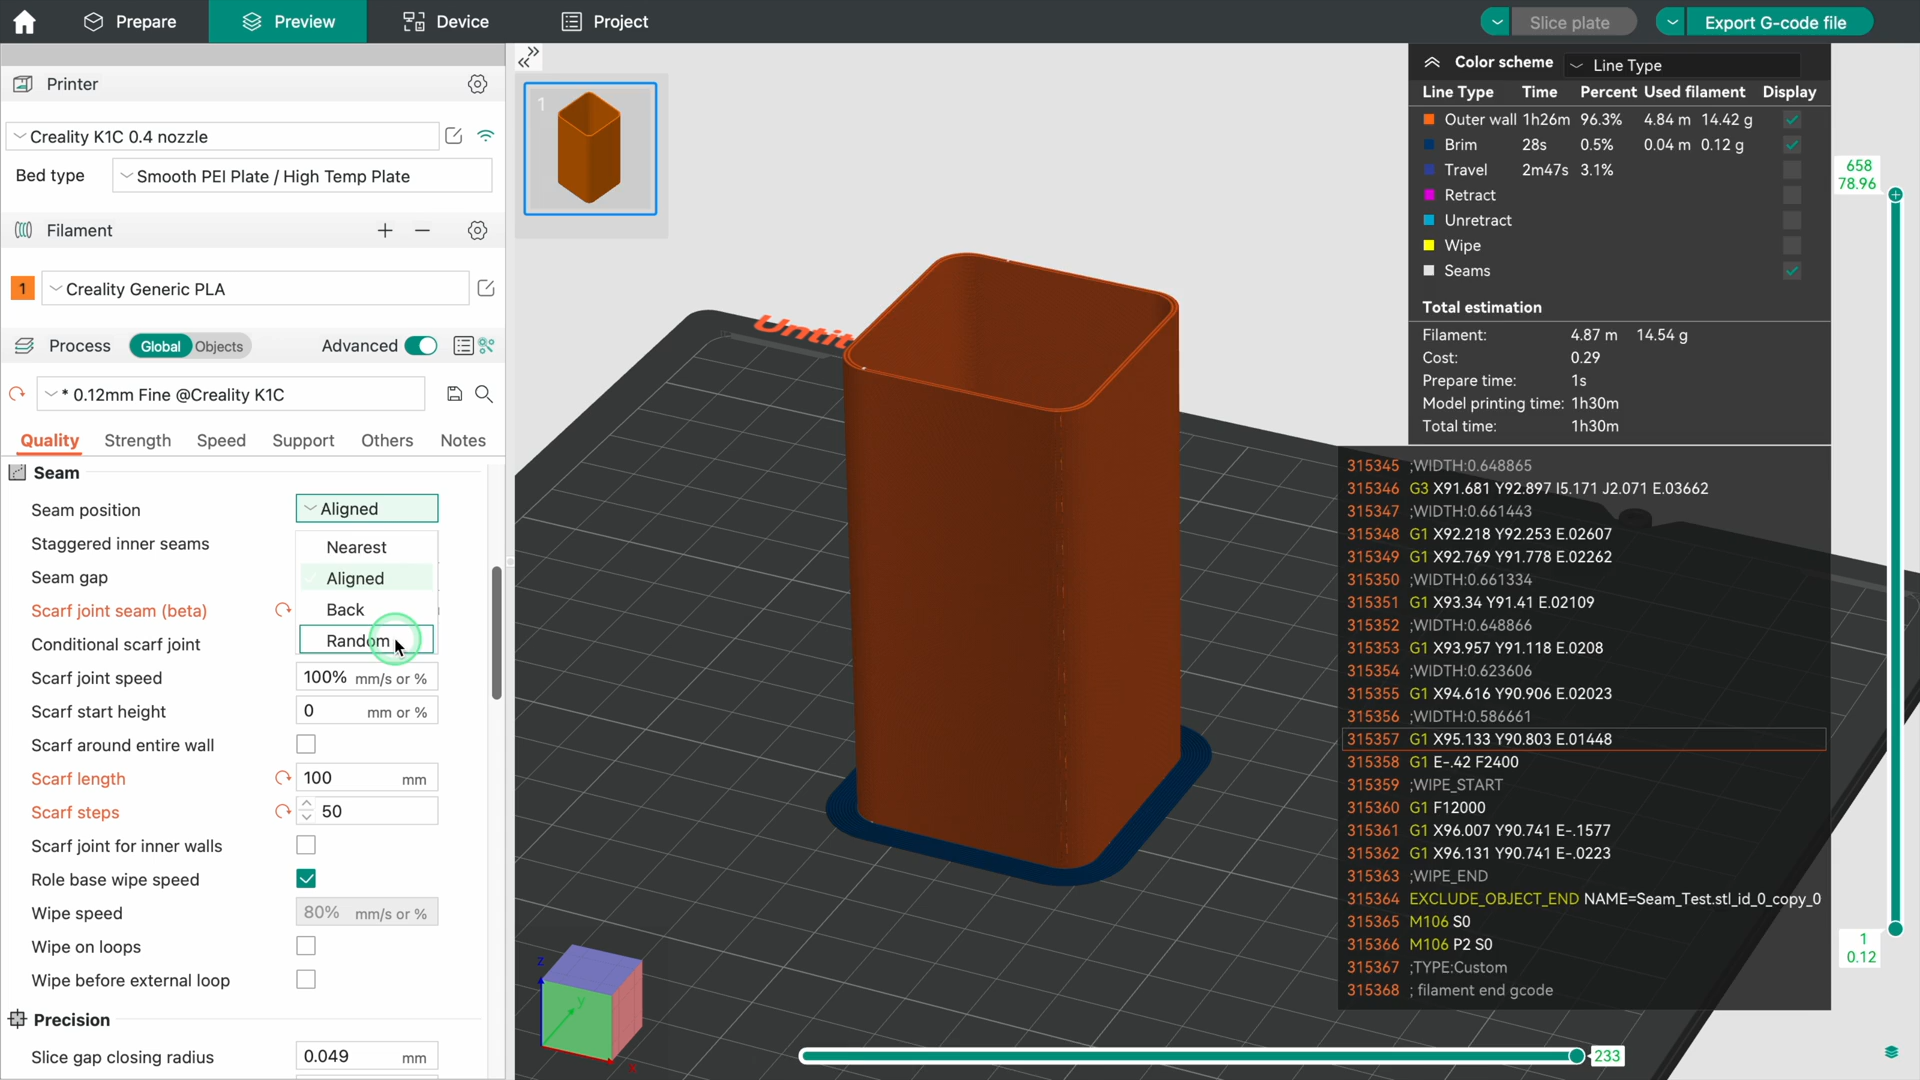 Prepare
Preview
Device
Project
Slice plate
Export G-code file
Printer
Creality K1C 0.4 nozzle
Bed type
Smooth PEI Plate / High Temp Plate
Filament
1 Creality Generic PLA
Process Global Objects Advanced
* 0.12mm Fine @Creality K1C
Quality Strength Speed Support Others Notes
Seam
Seam position Aligned
Staggered inner seams
Nearest
Seam gap
Aligned
Scarf joint seam (beta)
Back
Conditional scarf joint
Random
Scarf joint speed 100% mm/s or %
Scarf start height 0 mm or %
Scarf around entire wall
Scarf length 100 mm
Scarf steps 50
Scarf joint for inner walls
Role base wipe speed
Wipe speed 80% mm/s or %
Wipe on loops
Wipe before external loop
Precision
Slice gap closing radius 0.049 mm
1
Untit
z
y
x
Color scheme Line Type
Line Type Time Percent Used filament Display
Outer wall 1h26m 96.3% 4.84 m 14.42 g
Brim 28s 0.5% 0.04 m 0.12 g
Travel 2m47s 3.1%
Retract
Unretract
Wipe
Seams
Total estimation
Filament: 4.87 m 14.54 g
Cost: 0.29
Prepare time: 1s
Model printing time: 1h30m
Total time: 1h30m
315345 ;WIDTH:0.648865
315346 G3 X91.681 Y92.897 I5.171 J2.071 E.03662
315347 ;WIDTH:0.661443
315348 G1 X92.218 Y92.253 E.02607
315349 G1 X92.769 Y91.778 E.02262
315350 ;WIDTH:0.661334
315351 G1 X93.34 Y91.41 E.02109
315352 ;WIDTH:0.648866
315353 G1 X93.957 Y91.118 E.0208
315354 ;WIDTH:0.623606
315355 G1 X94.616 Y90.906 E.02023
315356 ;WIDTH:0.586661
315357 G1 X95.133 Y90.803 E.01448
315358 G1 E-.42 F2400
315359 ;WIPE_START
315360 G1 F12000
315361 G1 X96.007 Y90.741 E-.1577
315362 G1 X96.131 Y90.741 E-.0223
315363 ;WIPE_END
315364 EXCLUDE_OBJECT_END NAME=Seam_Test.stl_id_0_copy_0
315365 M106 S0
315366 M106 P2 S0
315367 ;TYPE:Custom
315368 ; filament end gcode
658
78.96
1
0.12
233